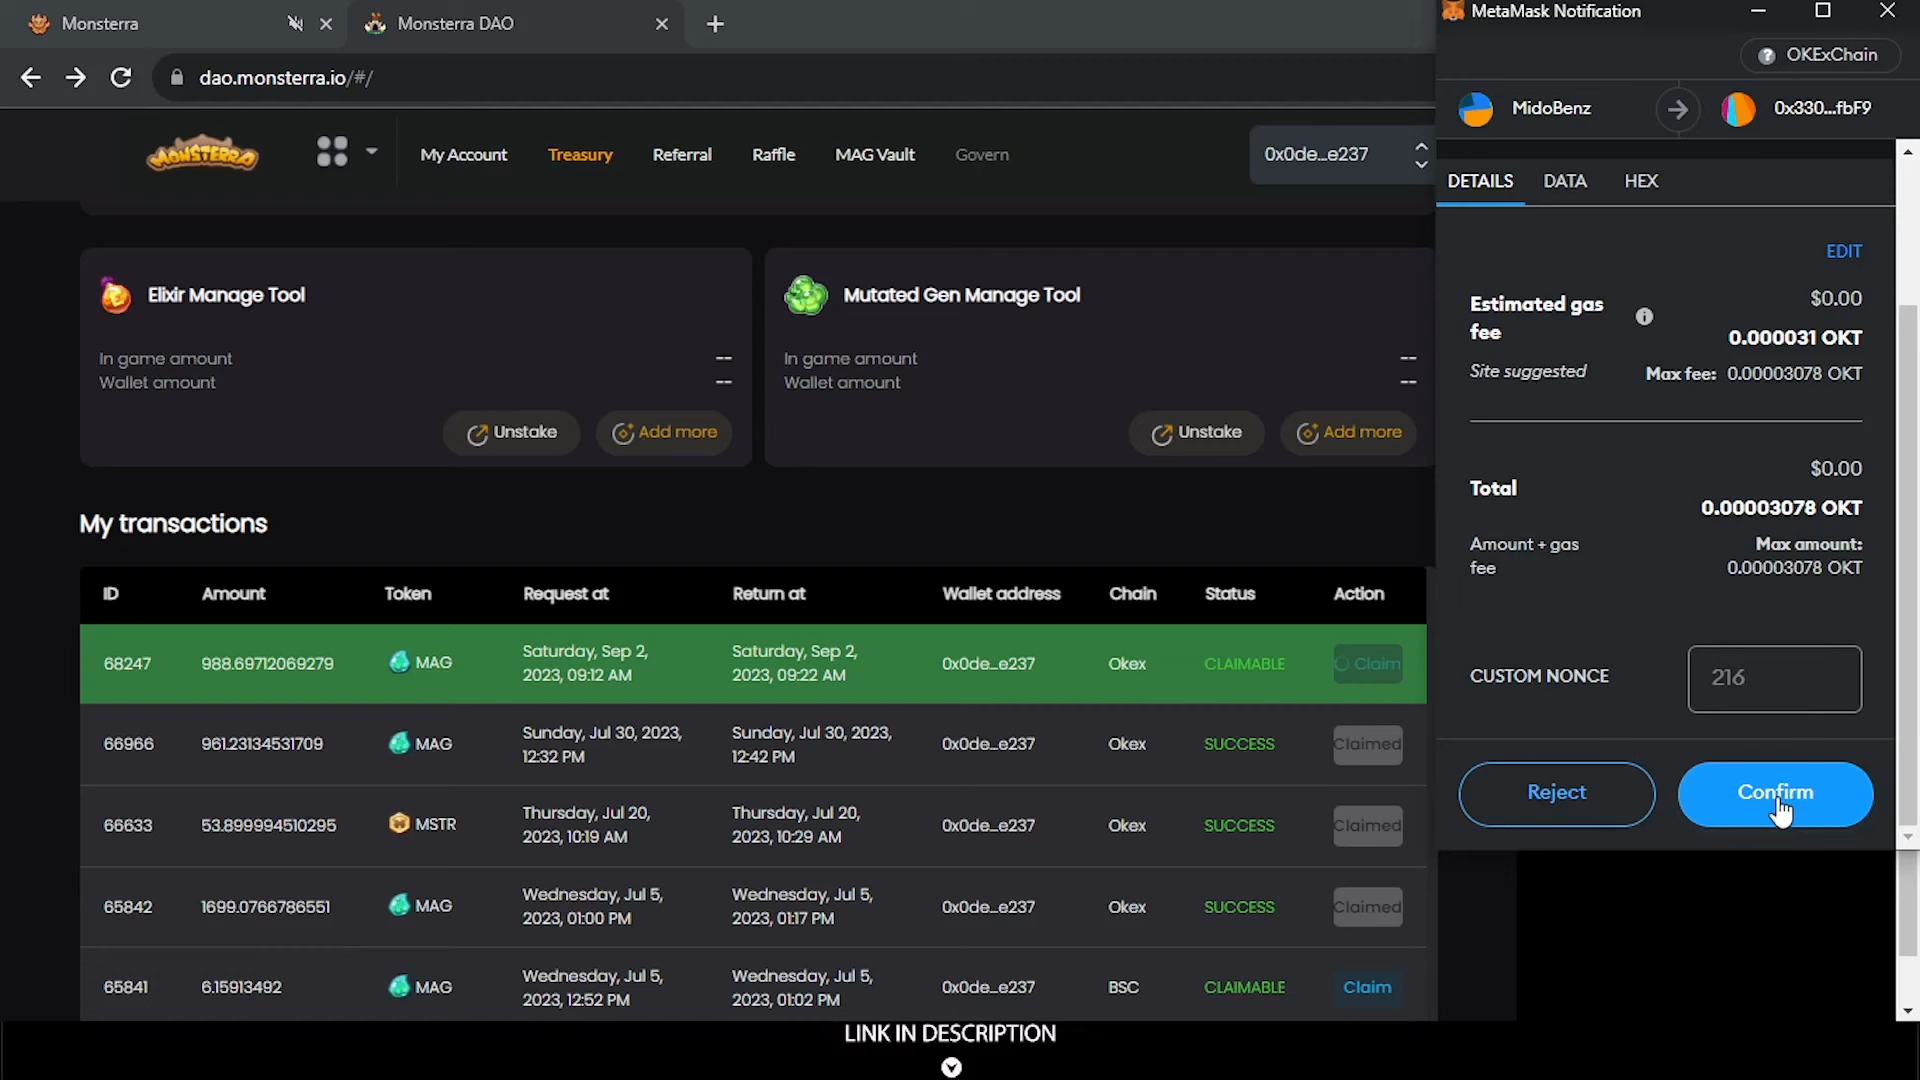 Monsterra
Monsterra DAO
MetaMask Notification
OKExChain
dao.monsterra.io/#/
MidoBenz
0x330...fbF9
MONSTERRA
My Account
Treasury
Referral
Raffle
MAG Vault
Govern
0x0de...e237
DETAILS
DATA
HEX
EDIT
Estimated gas
fee
$0.00
0.000031 OKT
Site suggested
Max fee: 0.00003078 OKT
$0.00
Total
0.00003078 OKT
Amount + gas
fee
Max amount:
0.00003078 OKT
CUSTOM NONCE
216
Reject
Confirm
Elixir Manage Tool
In game amount --
Wallet amount --
Unstake
Add more
Mutated Gen Manage Tool
In game amount --
Wallet amount --
Unstake
Add more
My transactions
ID Amount Token Request at Return at Wallet address Chain Status Action
68247 988.69712069279 MAG Saturday, Sep 2, 2023, 09:12 AM Saturday, Sep 2, 2023, 09:22 AM 0x0de...e237 Okex CLAIMABLE Claim
66966 961.23134531709 MAG Sunday, Jul 30, 2023, 12:32 PM Sunday, Jul 30, 2023, 12:42 PM 0x0de...e237 Okex SUCCESS Claimed
66633 53.899994510295 MSTR Thursday, Jul 20, 2023, 10:19 AM Thursday, Jul 20, 2023, 10:29 AM 0x0de...e237 Okex SUCCESS Claimed
65842 1699.0766786551 MAG Wednesday, Jul 5, 2023, 01:00 PM Wednesday, Jul 5, 2023, 01:17 PM 0x0de...e237 Okex SUCCESS Claimed
65841 6.15913492 MAG Wednesday, Jul 5, 2023, 12:52 PM Wednesday, Jul 5, 2023, 01:02 PM 0x0de...e237 BSC CLAIMABLE Claim
LINK IN DESCRIPTION